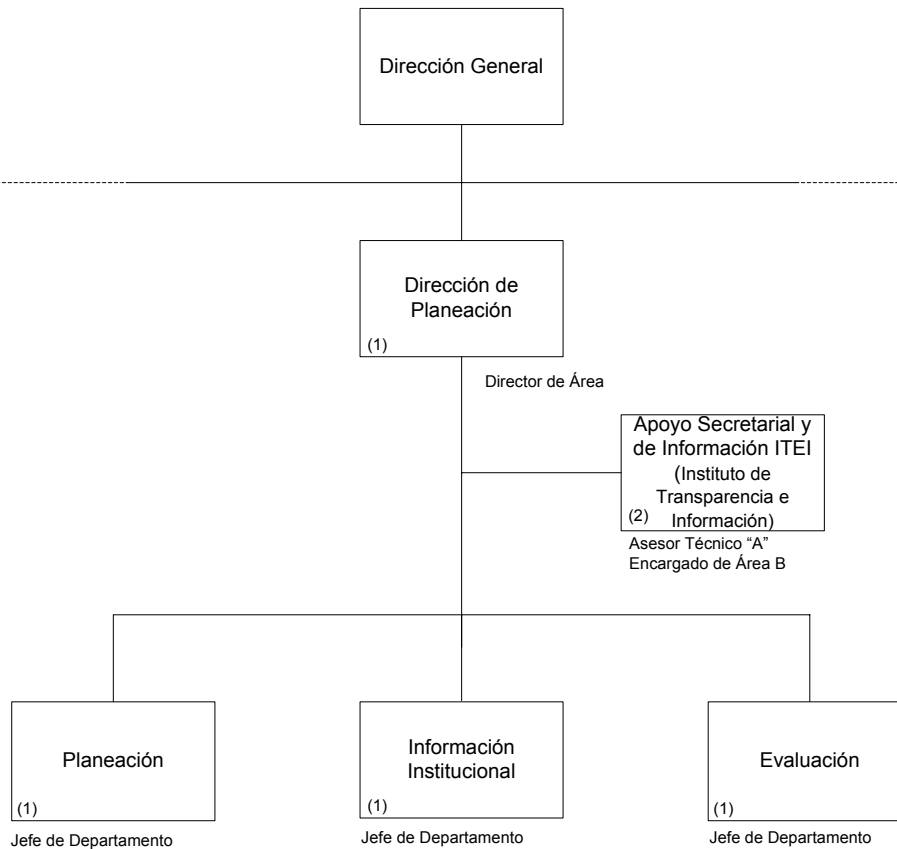 Dirección General
Dirección de
Planeación
(1)
Director de Área
Apoyo Secretarial y
de Información ITEI
(Instituto de
Transparencia e
(2) Información)
Asesor Técnico “A”
Encargado de Área B
Planeación
(1)
Jefe de Departamento
Información
Institucional
(1)
Jefe de Departamento
Evaluación
(1)
Jefe de Departamento